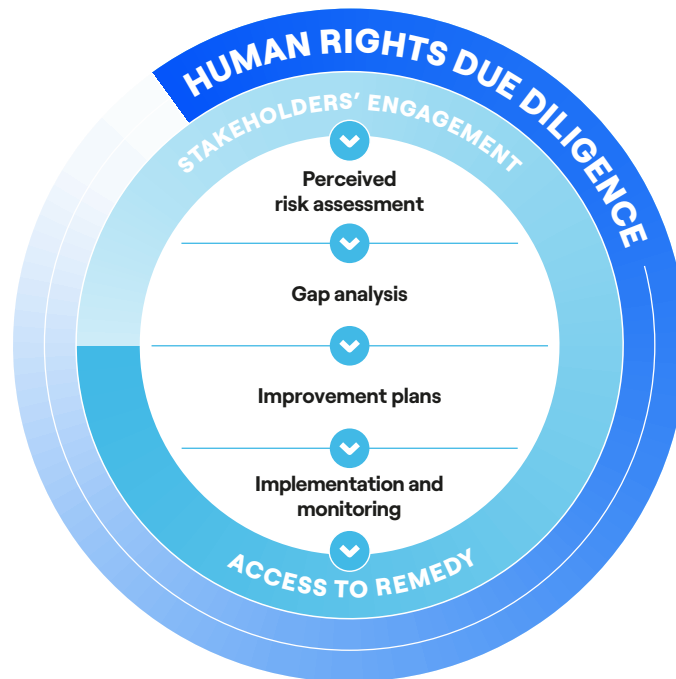 HUMAN RIGHTS DUE DILIGENCE
STAKEHOLDERS’ ENGAGEMENT
Perceived
risk assessment
Gap analysis
Improvement plans
Implementation and
monitoring
ACCESS TO REMEDY